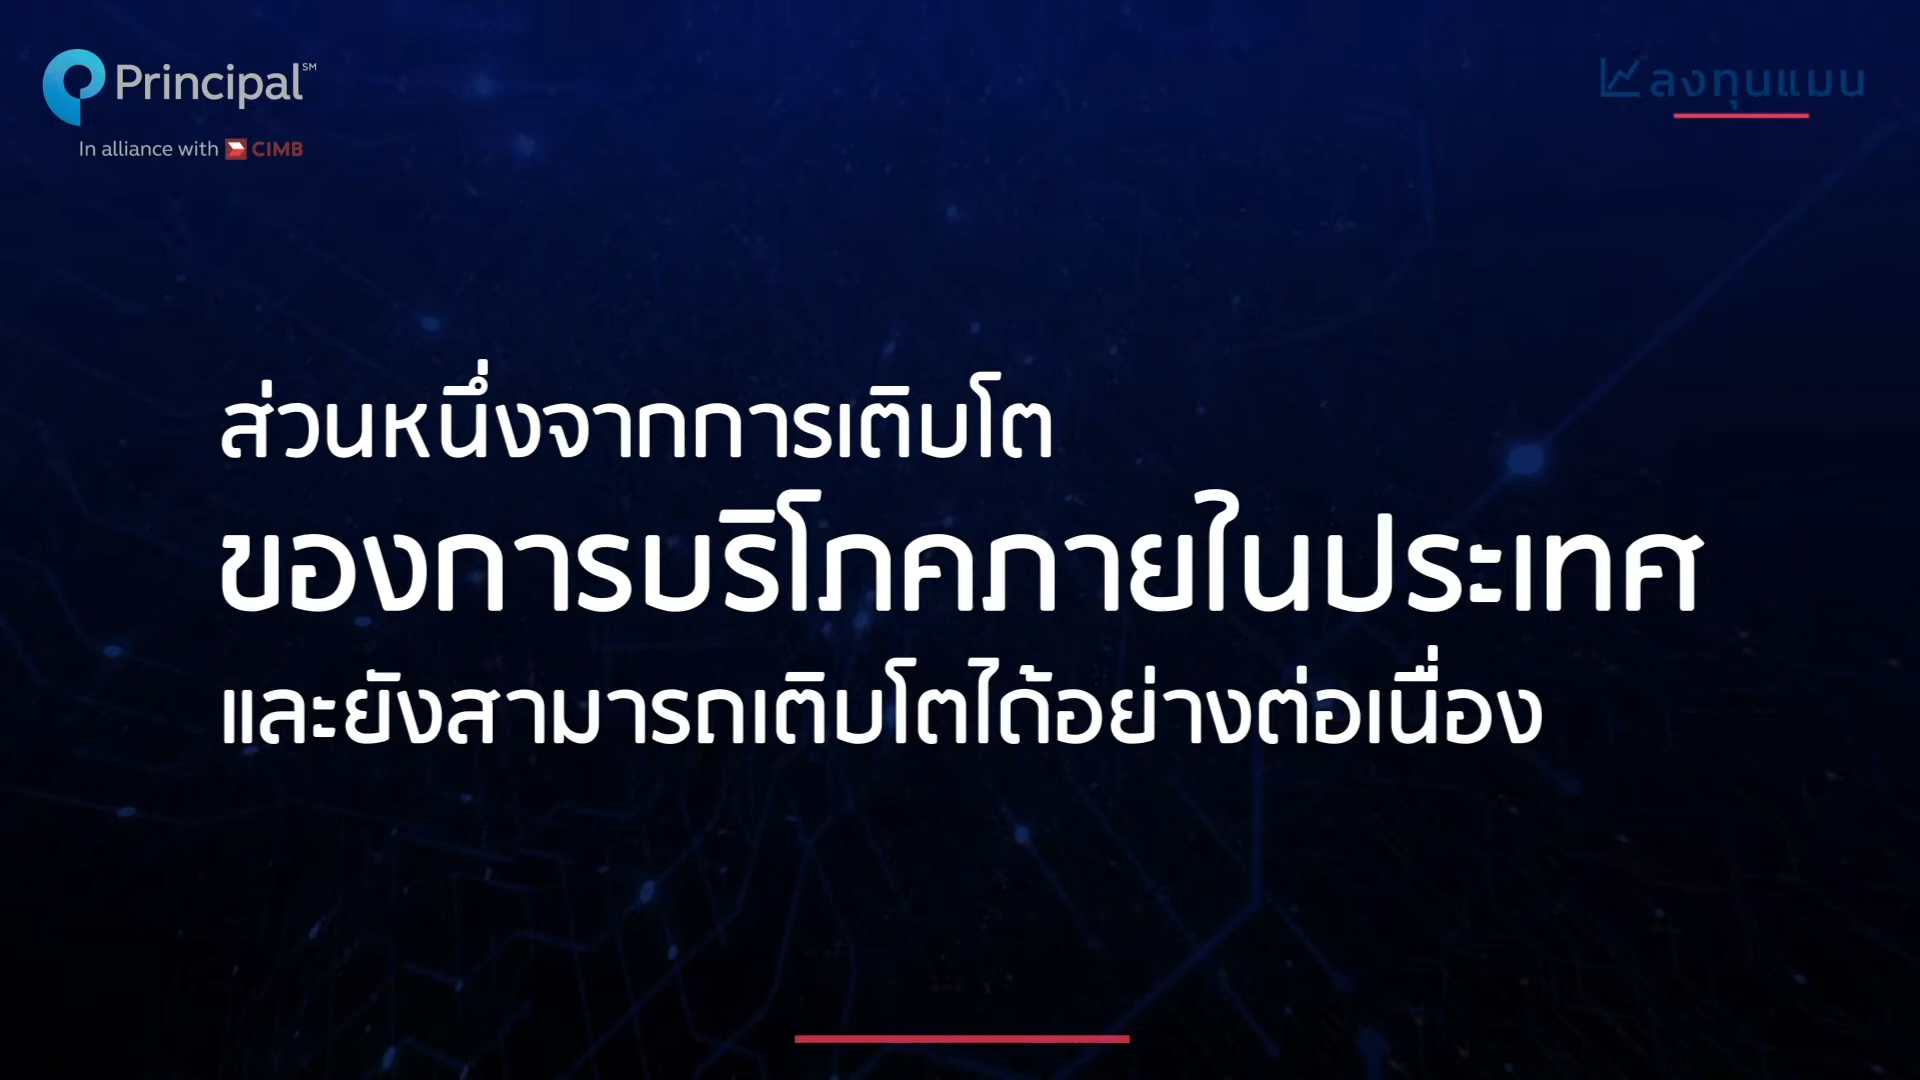 Principal SM
In alliance with CIMB
ลงทุนแมน
ส่วนหนึ่งจากการเติบโต
ของการบริโภคภายในประเทศ
และยังสามารถเติบโตได้อย่างต่อเนื่อง